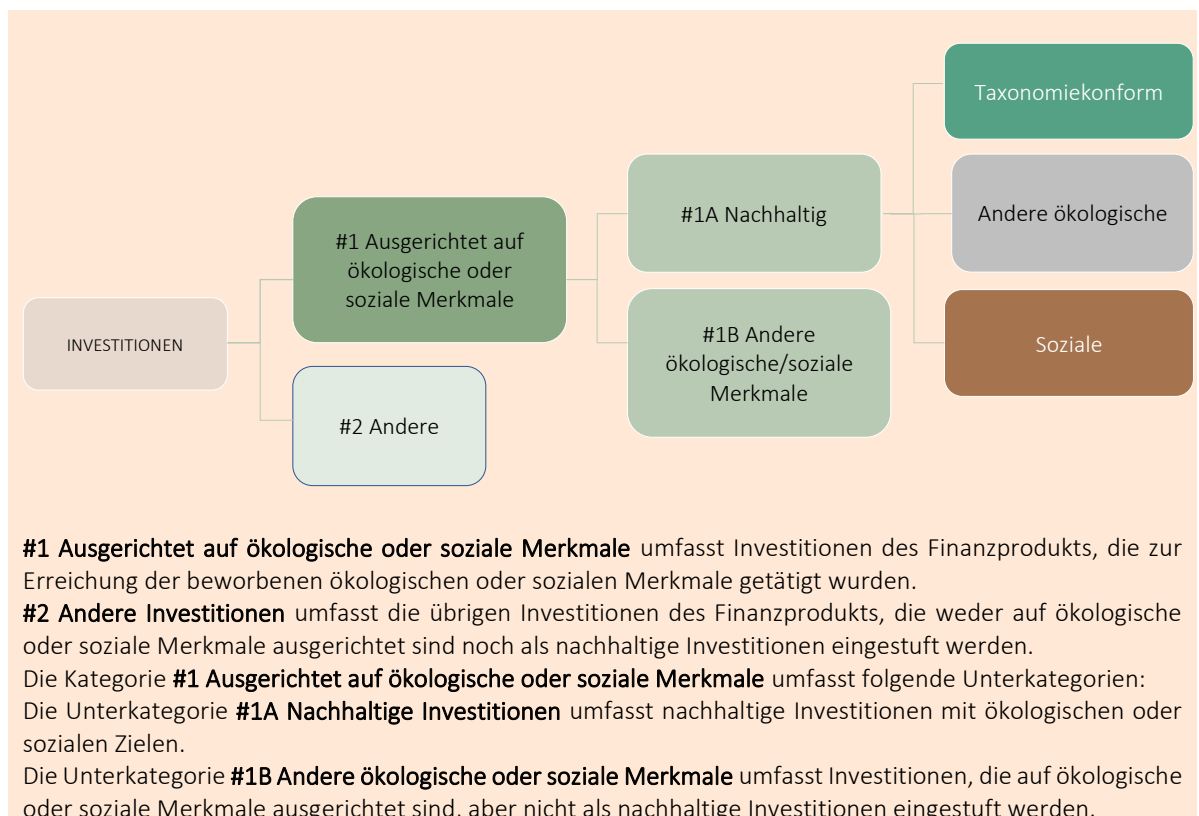 Taxonomiekonform
#1A Nachhaltig
Andere ökologische
#1 Ausgerichtet auf
ökologische oder
soziale Merkmale
INVESTITIONEN
#1B Andere
ökologische/soziale
Merkmale
Soziale
#2 Andere
#1 Ausgerichtet auf ökologische oder soziale Merkmale umfasst Investitionen des Finanzprodukts, die zur
Erreichung der beworbenen ökologischen oder sozialen Merkmale getätigt wurden.
#2 Andere Investitionen umfasst die übrigen Investitionen des Finanzprodukts, die weder auf ökologische
oder soziale Merkmale ausgerichtet sind noch als nachhaltige Investitionen eingestuft werden.
Die Kategorie #1 Ausgerichtet auf ökologische oder soziale Merkmale umfasst folgende Unterkategorien:
Die Unterkategorie #1A Nachhaltige Investitionen umfasst nachhaltige Investitionen mit ökologischen oder
sozialen Zielen.
Die Unterkategorie #1B Andere ökologische oder soziale Merkmale umfasst Investitionen, die auf ökologische
oder soziale Merkmale ausgerichtet sind, aber nicht als nachhaltige Investitionen eingestuft werden.